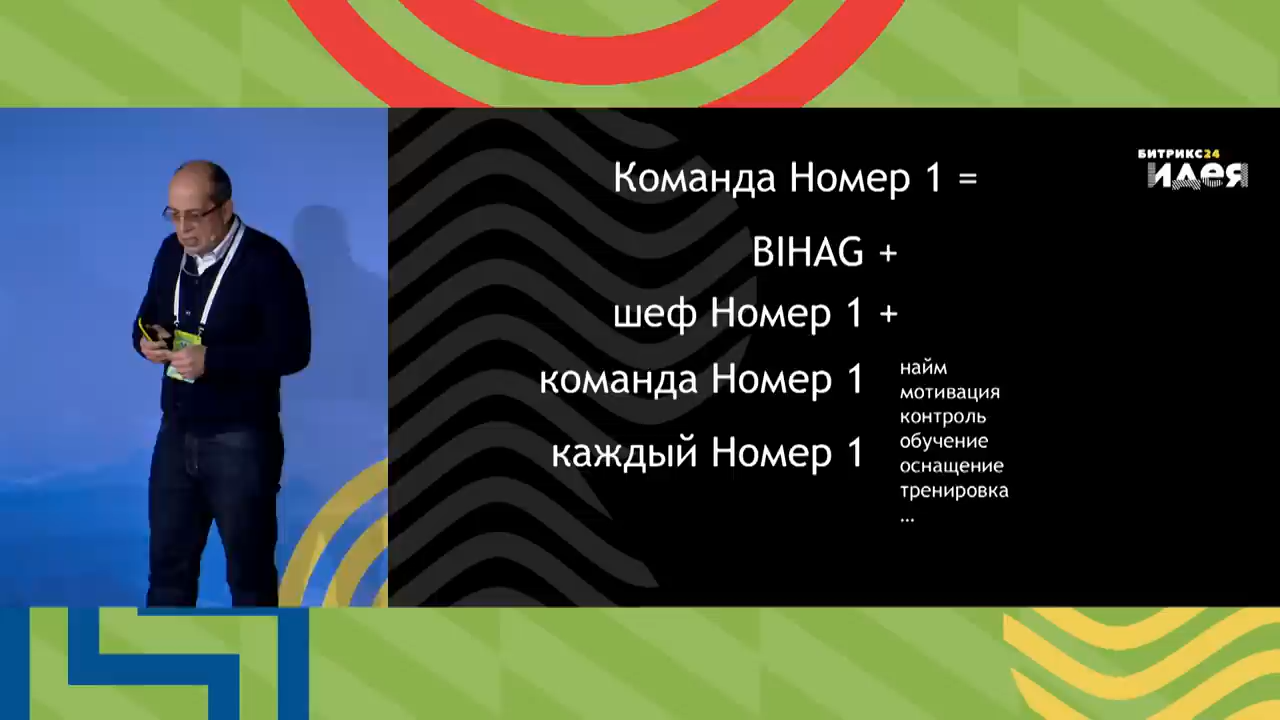 БИТРИКС24
идея
Команда Номер 1 =
BIHAG +
шеф Номер 1 +
команда Номер 1
каждый Номер 1
найм
мотивация
контроль
обучение
оснащение
тренировка
...